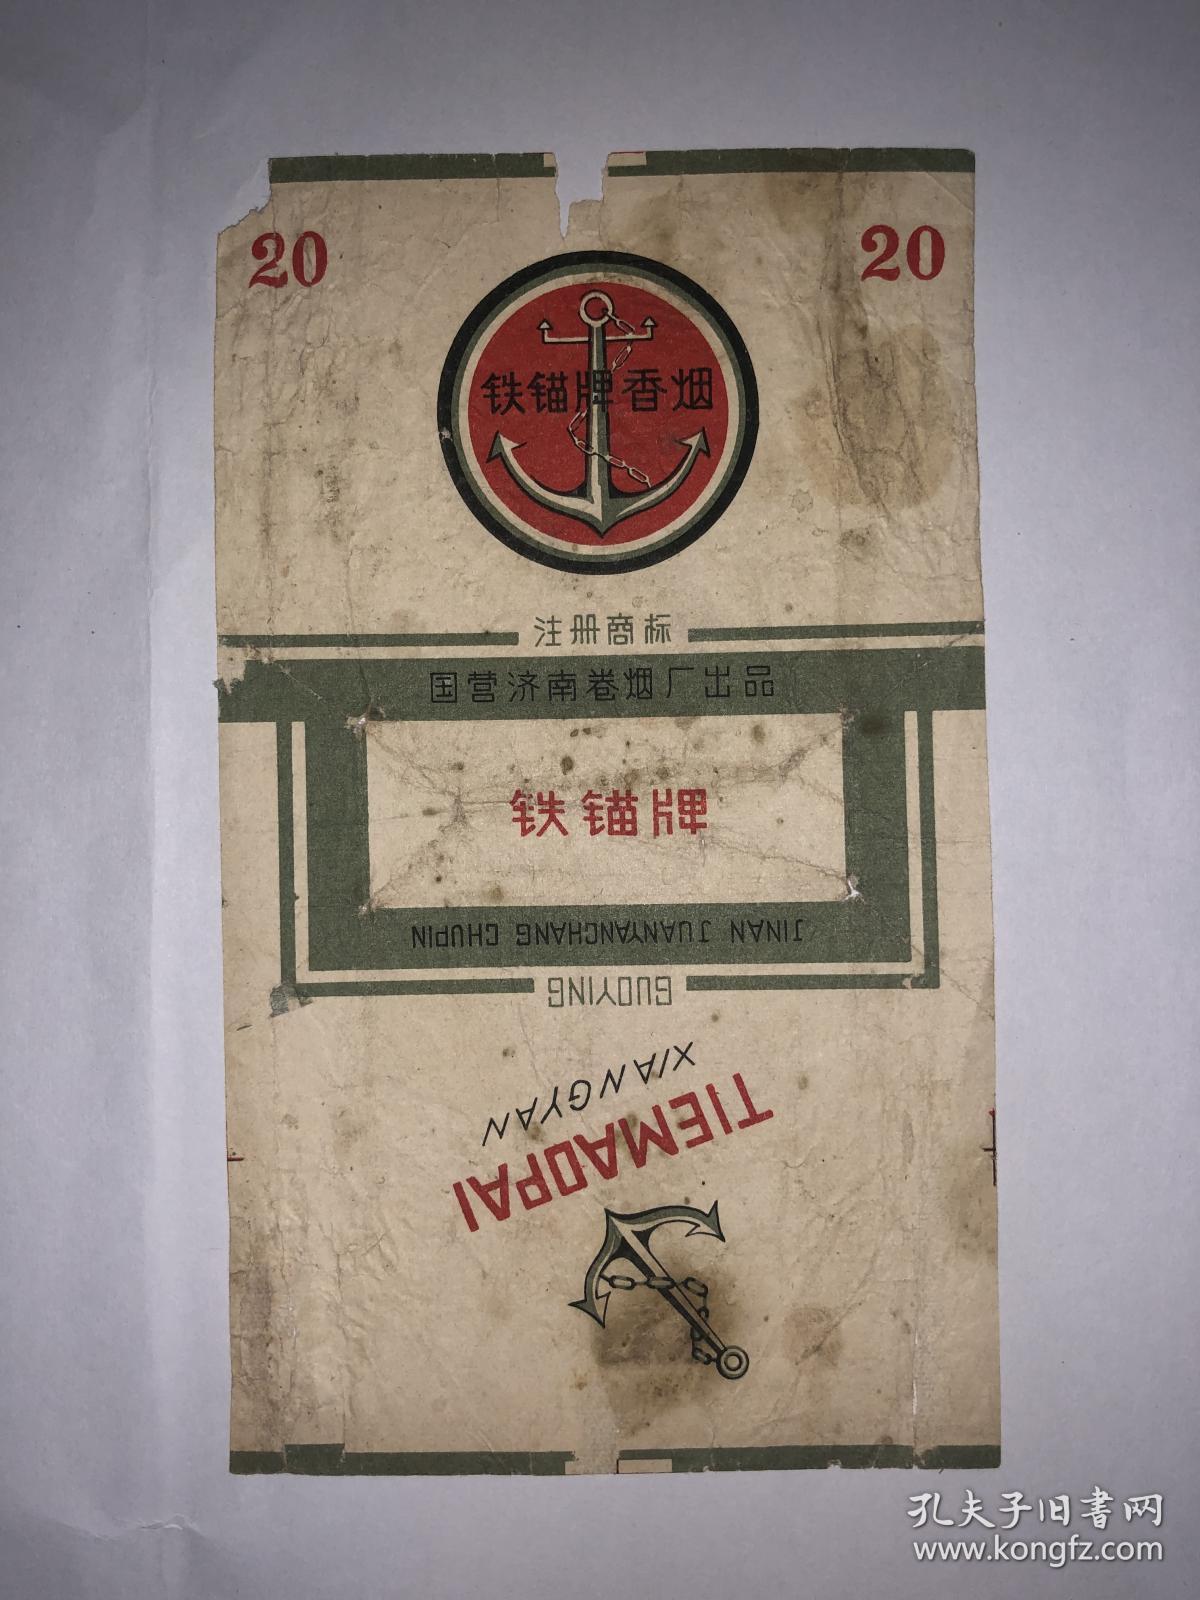 20
20
铁锚牌香烟
注册商标
国营济南卷烟厂出品
铁锚牌
JINAN JUANYANCHANG CHUPIN
GUOYING
XIANGYAN
TIEMAOPAI
孔夫子旧书网
www.kongfz.com